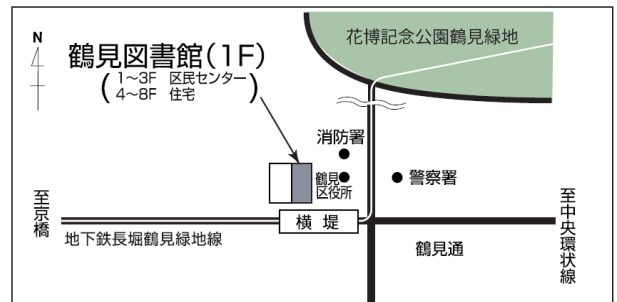 N
花博記念公園鶴見緑地
鶴見図書館(1F)
(1~3F 区民センター
4~8F 住宅)
消防署
鶴見
区役所
警察署
至京橋
横堤
至中央環状線
地下鉄長堀鶴見緑地線
鶴見通